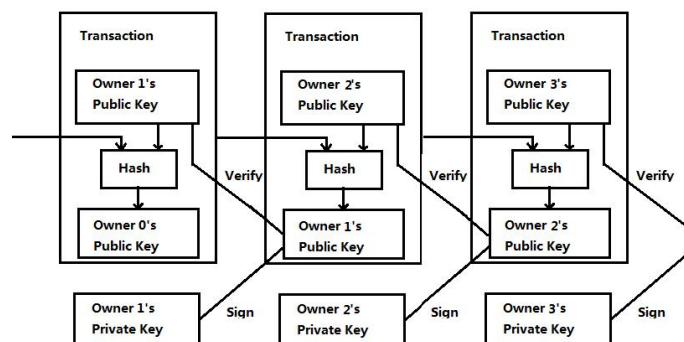 Transaction
Transaction
Transaction
Owner 1's
Public Key
Owner 2's
Public Key
Owner 3's
Public Key
Hash
Verify
Hash
Verify
Hash
Verify
Owner 0's
Public Key
Owner 1's
Public Key
Owner 2's
Public Key
Owner 1's
Private Key
Sign
Owner 2's
Private Key
Sign
Owner 3's
Private Key
Sign